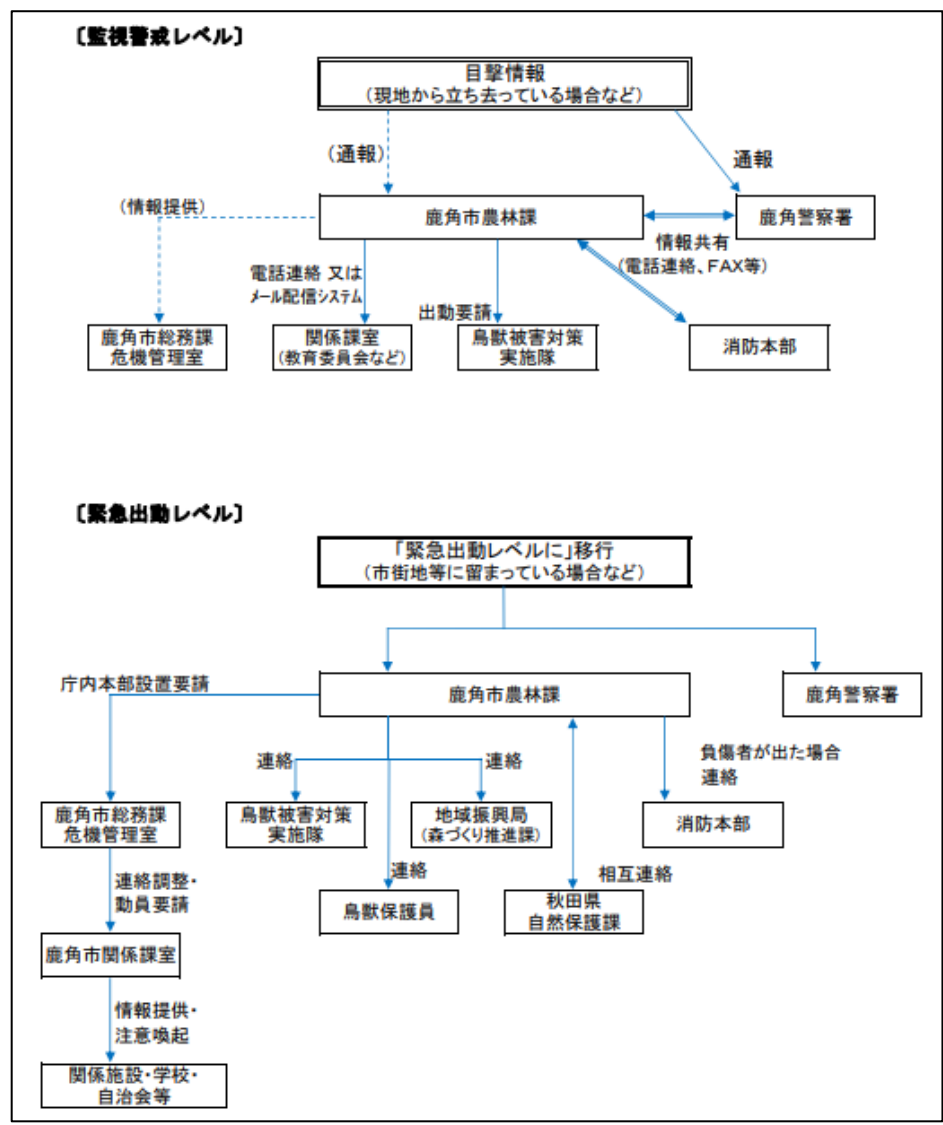 〔監視警戒レベル〕
目撃情報
（現地から立ち去っている場合など）
（通報）
通報
（情報提供）
鹿角市農林課
鹿角警察署
情報共有
（電話連絡、ＦＡＸ等）
電話連絡 又は
メール配信システム
出動要請
鹿角市総務課
危機管理室
関係課室
（教育委員会など）
鳥獣被害対策
実施隊
消防本部
〔緊急出動レベル〕
「緊急出動レベルに」移行
（市街地等に留まっている場合など）
庁内本部設置要請
鹿角市農林課
鹿角警察署
連絡
連絡
負傷者が出た場合
連絡
鹿角市総務課
危機管理室
鳥獣被害対策
実施隊
地域振興局
（森づくり推進課）
消防本部
連絡調整・
動員要請
連絡
相互連絡
鳥獣保護員
秋田県
自然保護課
鹿角市関係課室
情報提供・
注意喚起
関係施設・学校・
自治会等